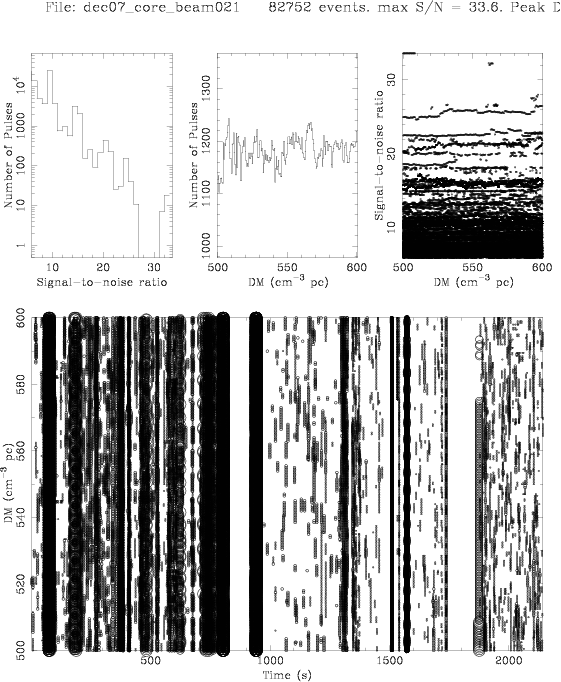 File: dec07_core_beam021 82752 events. max S/N = 33.6. Peak D
Number of Pulses
1 10 100 1000 10⁴
10 20 30
Signal-to-noise ratio
Number of Pulses
1000 1100 1200 1300
500 550 600
DM (cm⁻³ pc)
Signal-to-noise ratio
10 20 30
500 550 600
DM (cm⁻³ pc)
DM (cm⁻³ pc)
500 520 540 560 580 600
500 1000 1500 2000
Time (s)